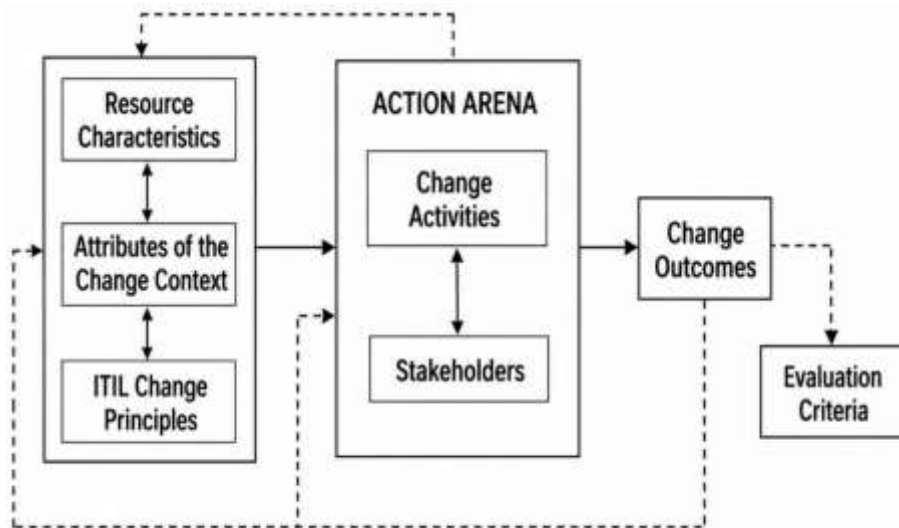 Resource
Characteristics
Attributes of the
Change Context
ITIL Change
Principles
ACTION ARENA
Change
Activities
Stakeholders
Change
Outcomes
Evaluation
Criteria